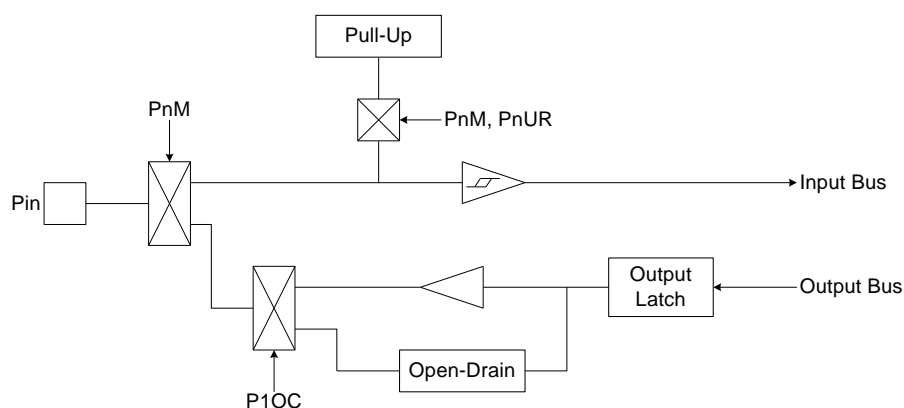 Pull-Up
PnM
PnM, PnUR
Pin
Input Bus
Output
Latch
Output Bus
Open-Drain
P1OC